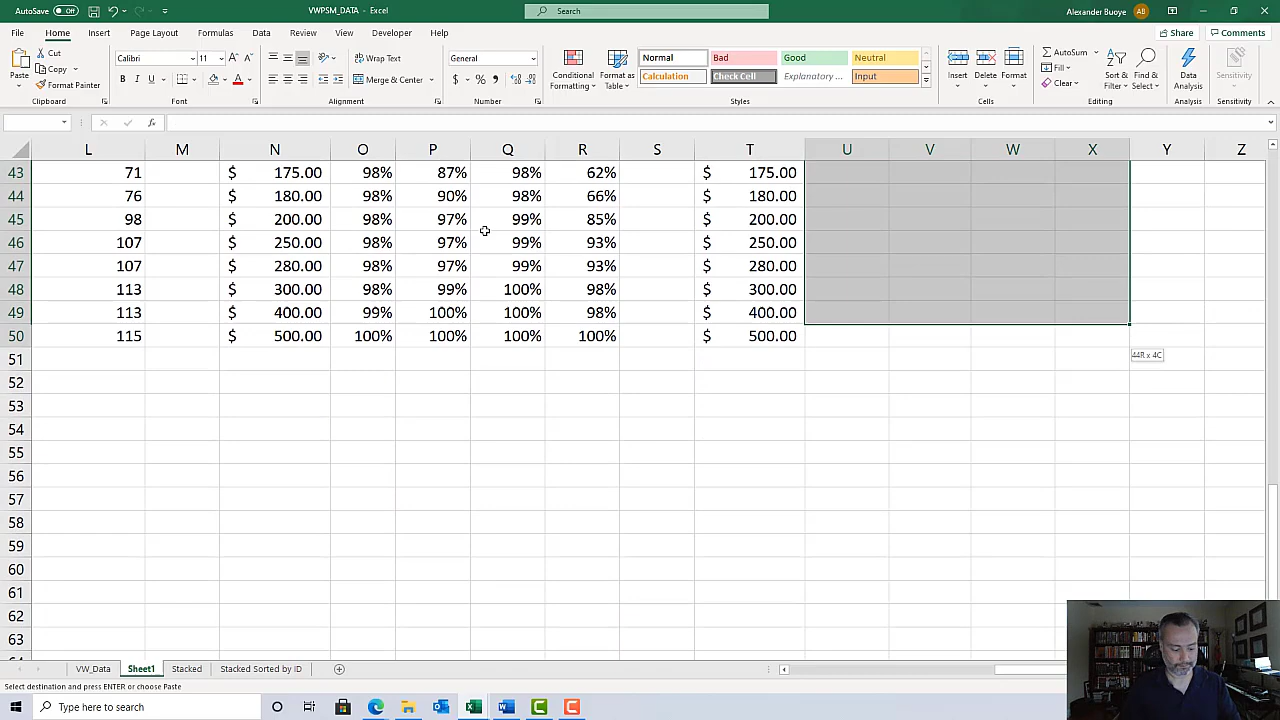 AutoSave Off VWPSM_DATA - Excel Search Alexander Buoye AB
File Home Insert Page Layout Formulas Data Review View Developer Help Share Comments
Paste Cut Copy Format Painter Clipboard
Calibri 11 B I U A Font
Wrap Text Merge & Center Alignment
General $ % Number
Conditional Formatting Format as Table
Normal Bad Good Neutral
Calculation Check Cell Explanatory ... Input
Styles
Insert Delete Format Cells
AutoSum Fill Clear Sort & Filter Find & Select Editing
Data Analysis Analysis
Sensitivity Sensitivity
fx
L M N O P Q R S T U V W X Y Z
43 71 $ 175.00 98% 87% 98% 62% $ 175.00
44 76 $ 180.00 98% 90% 98% 66% $ 180.00
45 98 $ 200.00 98% 97% 99% 85% $ 200.00
46 107 $ 250.00 98% 97% 99% 93% $ 250.00
47 107 $ 280.00 98% 97% 99% 93% $ 280.00
48 113 $ 300.00 98% 99% 100% 98% $ 300.00
49 113 $ 400.00 99% 100% 100% 98% $ 400.00
50 115 $ 500.00 100% 100% 100% 100% $ 500.00
51 44R x 4C
52
53
54
55
56
57
58
59
60
61
62
63
VW_Data Sheet1 Stacked Stacked Sorted by ID
Select destination and press ENTER or choose Paste
Type here to search